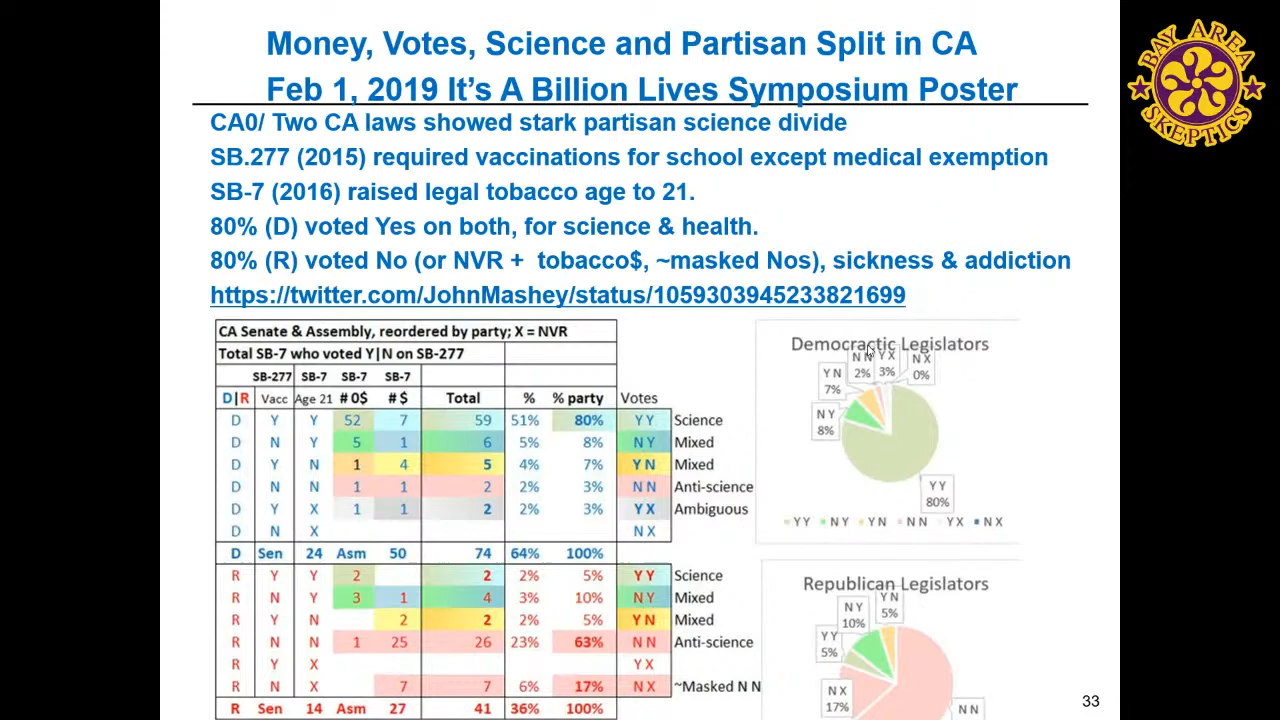 Money, Votes, Science and Partisan Split in CA
Feb 1, 2019 It's A Billion Lives Symposium Poster
BAY AREA
SKEPTICS
CA0/ Two CA laws showed stark partisan science divide
SB.277 (2015) required vaccinations for school except medical exemption
SB-7 (2016) raised legal tobacco age to 21.
80% (D) voted Yes on both, for science & health.
80% (R) voted No (or NVR + tobacco$, ~masked Nos), sickness & addiction
https://twitter.com/JohnMashey/status/1059303945233821699
CA Senate & Assembly, reordered by party; X = NVR
Total SB-7 who voted Y|N on SB-277
SB-277 SB-7 SB-7 SB-7
D|R Vacc Age 21 # 0$ # $ Total % % party Votes
D Y Y 52 7 59 51% 80% Y Y Science
D N Y 5 1 6 5% 8% N Y Mixed
D Y N 1 4 5 4% 7% Y N Mixed
D N N 1 1 2 2% 3% N N Anti-science
D Y X 1 1 2 2% 3% Y X Ambiguous
D N X N X
D Sen 24 Asm 50 74 64% 100%
R Y Y 2 2 2% 5% Y Y Science
R N Y 3 1 4 3% 10% N Y Mixed
R Y N 2 2 2% 5% Y N Mixed
R N N 1 25 26 23% 63% N N Anti-science
R Y X Y X
R N X 7 7 6% 17% N X ~Masked N N
R Sen 14 Asm 27 41 36% 100%
Democractic Legislators
N N 2%
Y X 3%
N X 0%
Y N 7%
N Y 8%
Y Y 80%
Y Y N Y Y N N N Y X N X
Republican Legislators
Y N 5%
N Y 10%
Y Y 5%
N X 17%
N N
33